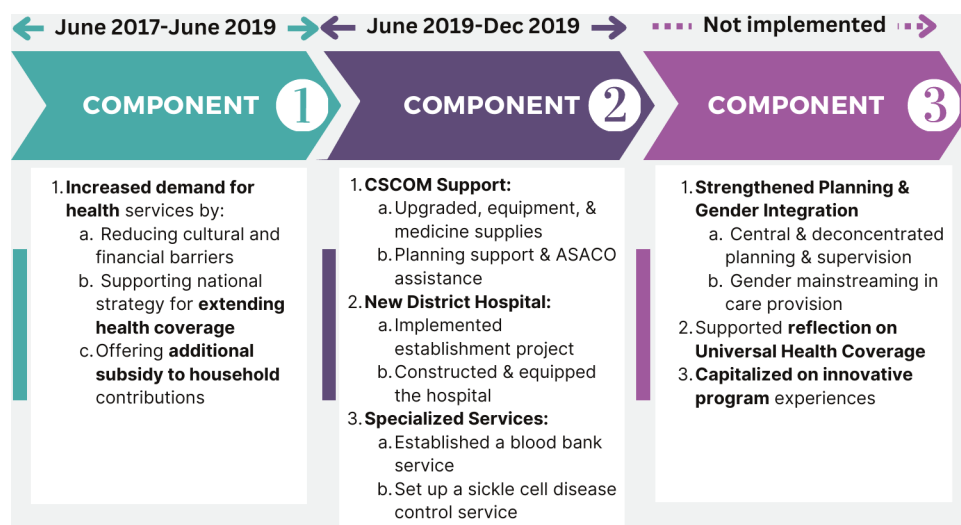 June 2017-June 2019
June 2019-Dec 2019
Not implemented
COMPONENT 1
COMPONENT 2
COMPONENT 3
1. Increased demand for
health services by:
a. Reducing cultural and
financial barriers
b. Supporting national
strategy for extending
health coverage
c. Offering additional
subsidy to household
contributions
1. CSCOM Support:
a. Upgraded, equipment, &
medicine supplies
b. Planning support & ASACO
assistance
2. New District Hospital:
a. Implemented
establishment project
b. Constructed & equipped
the hospital
3. Specialized Services:
a. Established a blood bank
service
b. Set up a sickle cell disease
control service
1. Strengthened Planning &
Gender Integration
a. Central & deconcentrated
planning & supervision
b. Gender mainstreaming in
care provision
2. Supported reflection on
Universal Health Coverage
3. Capitalized on innovative
program experiences